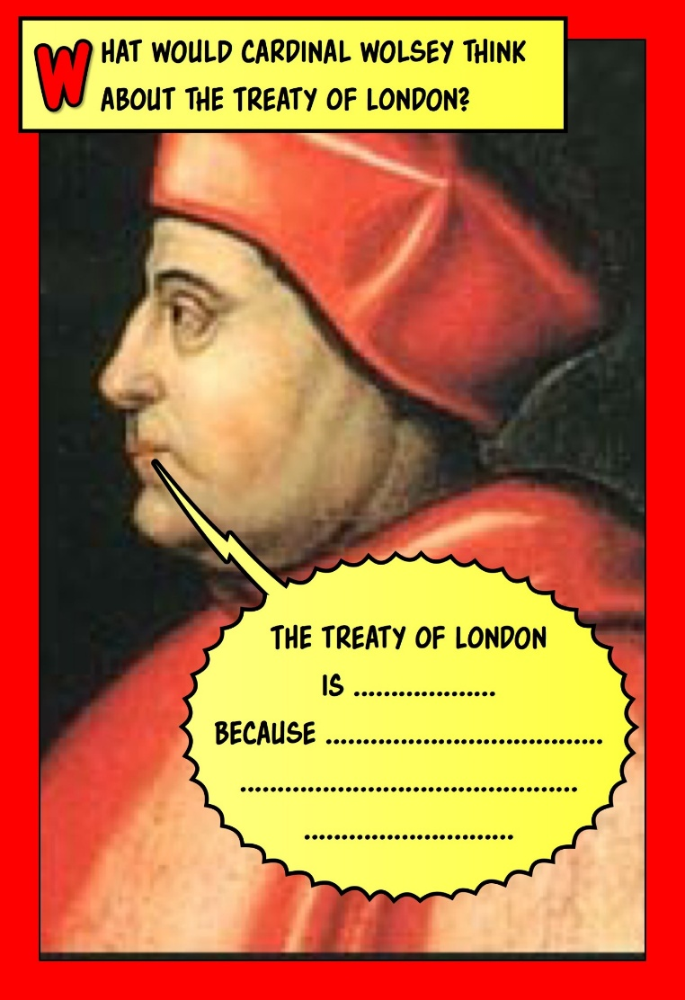 WHAT WOULD CARDINAL WOLSEY THINK
ABOUT THE TREATY OF LONDON?
THE TREATY OF LONDON
IS ...................
BECAUSE .....................................
.............................................
............................